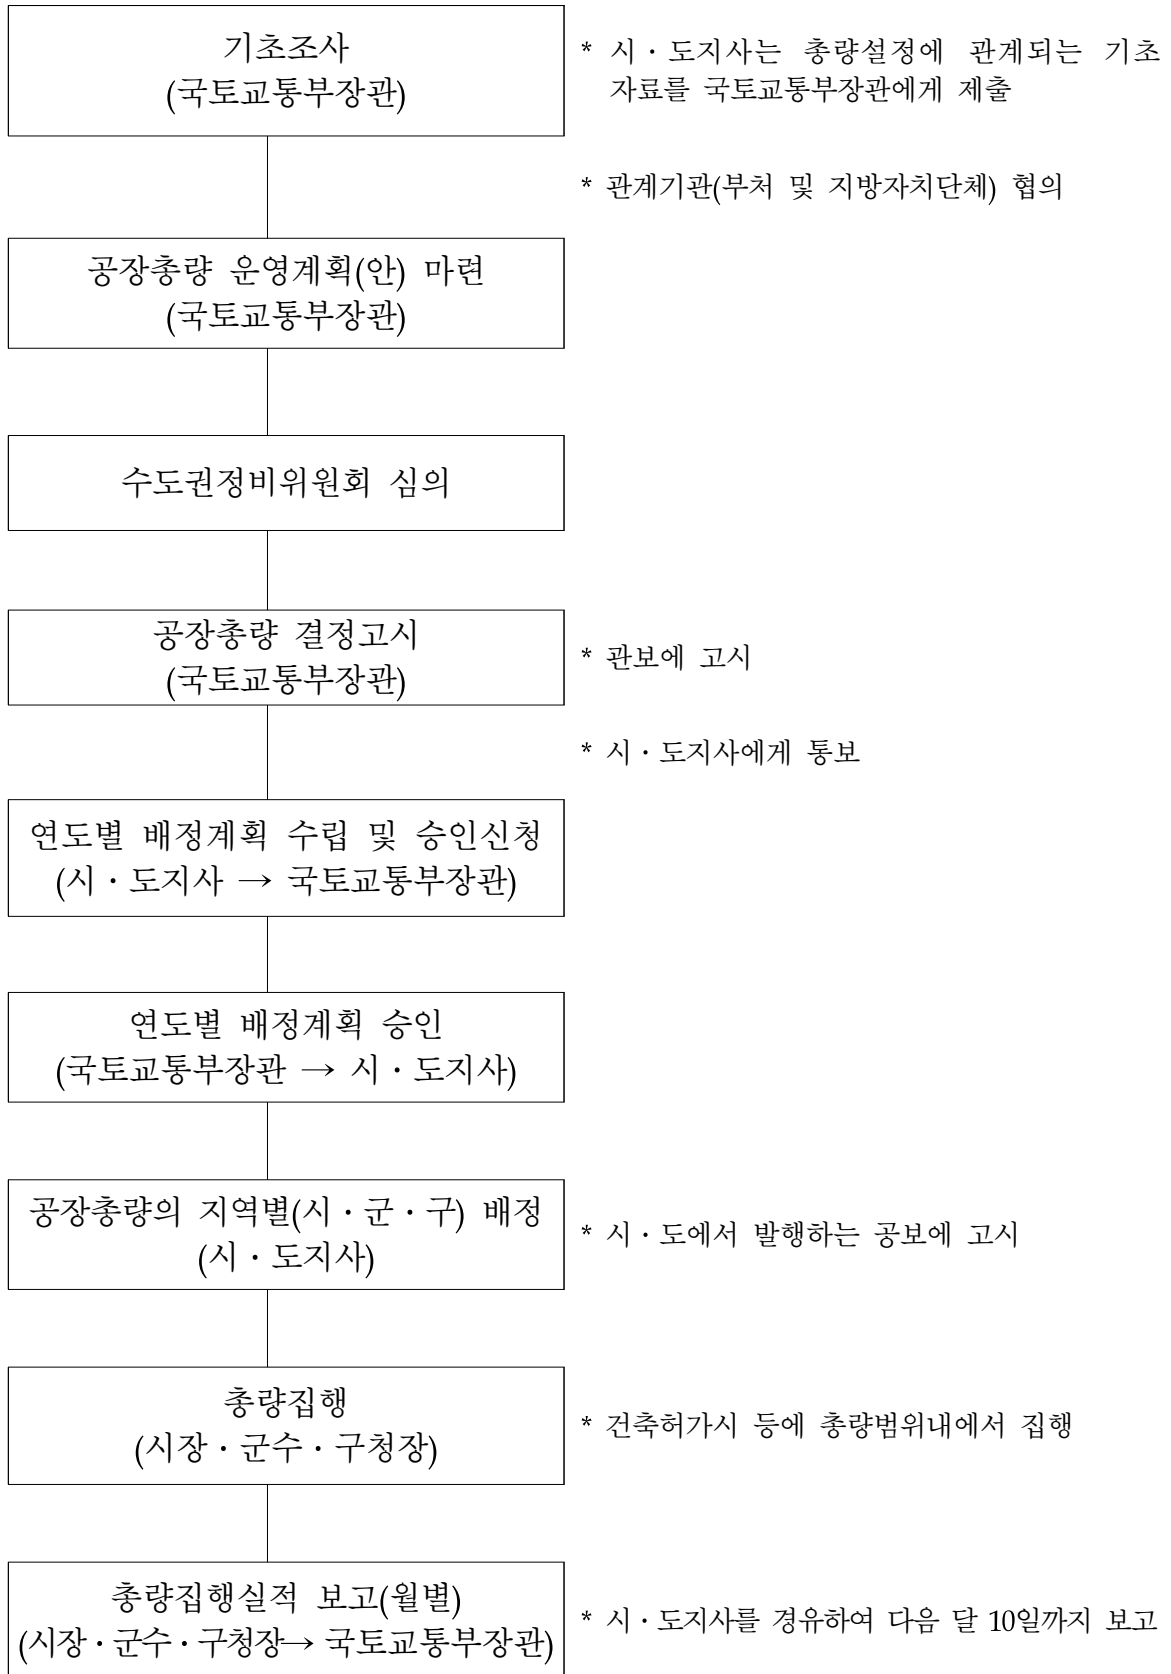 기초조사
(국토교통부장관)
* 시·도지사는 총량설정에 관계되는 기초
자료를 국토교통부장관에게 제출
* 관계기관(부처 및 지방자치단체) 협의
공장총량 운영계획(안) 마련
(국토교통부장관)
수도권정비위원회 심의
공장총량 결정고시
(국토교통부장관)
* 관보에 고시
* 시·도지사에게 통보
연도별 배정계획 수립 및 승인신청
(시·도지사 → 국토교통부장관)
연도별 배정계획 승인
(국토교통부장관 → 시·도지사)
공장총량의 지역별(시·군·구) 배정
(시·도지사)
* 시·도에서 발행하는 공보에 고시
총량집행
(시장·군수·구청장)
* 건축허가시 등에 총량범위내에서 집행
총량집행실적 보고(월별)
(시장·군수·구청장→ 국토교통부장관)
* 시·도지사를 경유하여 다음 달 10일까지 보고